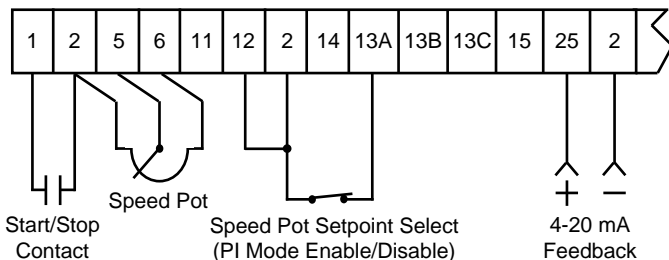 1 2 5 6 11 12 2 14 13A 13B 13C 15 25 2
Start/Stop
Contact
Speed Pot
Speed Pot Setpoint Select
(PI Mode Enable/Disable)
+ −
4-20 mA
Feedback